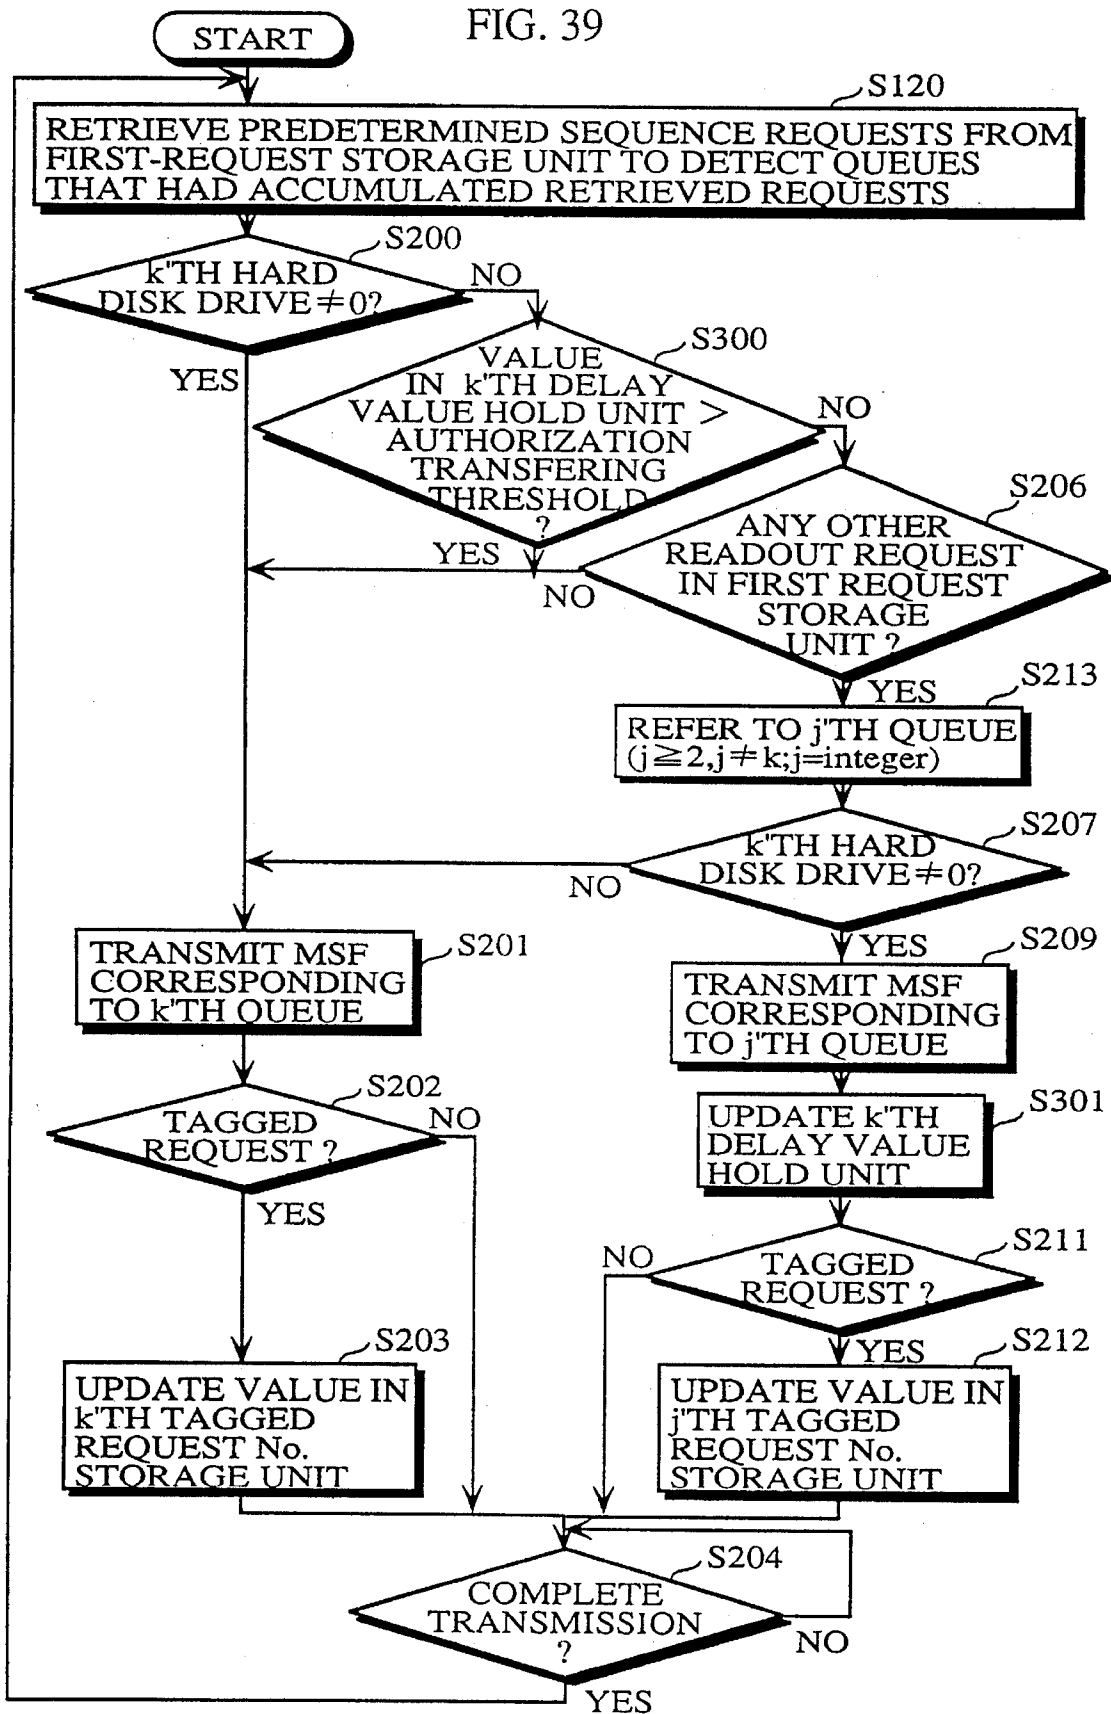 FIG. 39
START
S120
RETRIEVE PREDETERMINED SEQUENCE REQUESTS FROM
FIRST-REQUEST STORAGE UNIT TO DETECT QUEUES
THAT HAD ACCUMULATED RETRIEVED REQUESTS
S200
k'TH HARD
DISK DRIVE≠0?
NO
YES
S300
VALUE
IN k'TH DELAY
VALUE HOLD UNIT >
AUTHORIZATION
TRANSFERING
THRESHOLD
?
NO
YES
S206
ANY OTHER
READOUT REQUEST
IN FIRST REQUEST
STORAGE
UNIT ?
NO
YES
S213
REFER TO j'TH QUEUE
(j≧2,j≠k;j=integer)
S207
k'TH HARD
DISK DRIVE≠0?
NO
YES
S201
TRANSMIT MSF
CORRESPONDING
TO k'TH QUEUE
S209
TRANSMIT MSF
CORRESPONDING
TO j'TH QUEUE
S202
TAGGED
REQUEST ?
NO
YES
S301
UPDATE k'TH
DELAY VALUE
HOLD UNIT
S211
TAGGED
REQUEST ?
NO
YES
S203
UPDATE VALUE IN
k'TH TAGGED
REQUEST No.
STORAGE UNIT
S212
UPDATE VALUE IN
j'TH TAGGED
REQUEST No.
STORAGE UNIT
S204
COMPLETE
TRANSMISSION
?
NO
YES